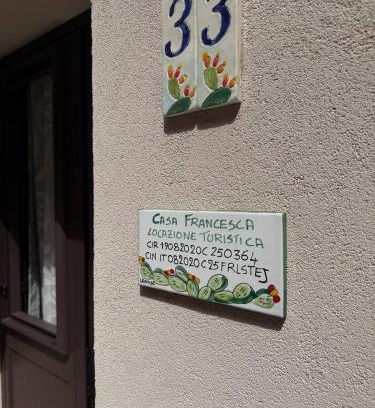 33
CASA FRANCESCA
LOCAZIONE TURISTICA
CIR 19082020C250364
CIN IT082020C25FRLSTEJ